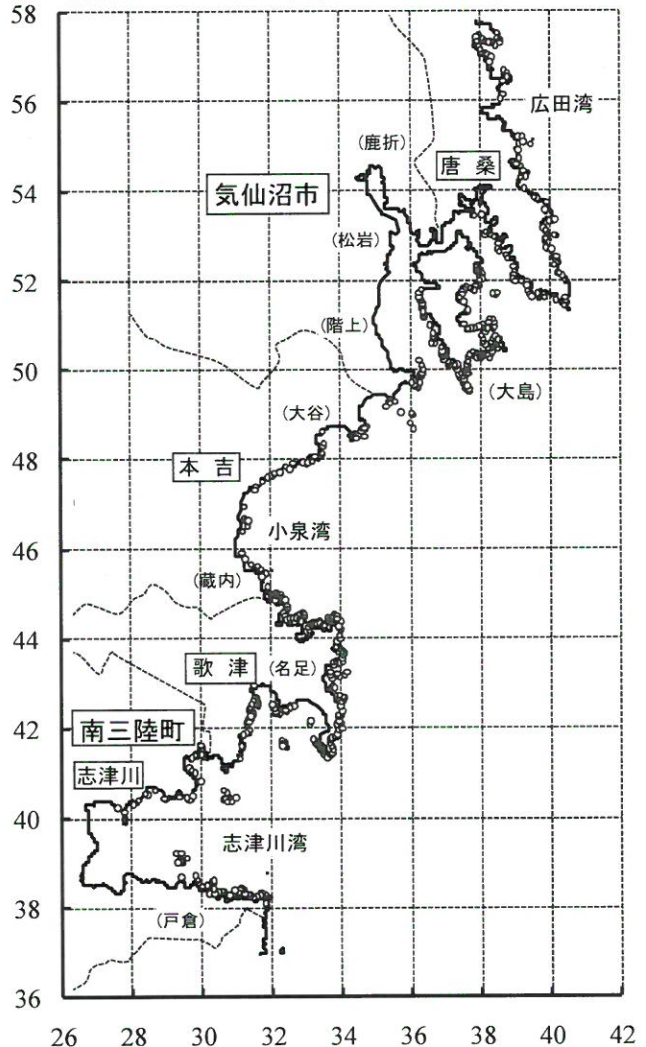 58
56
54
52
50
48
46
44
42
40
38
36
広田湾
(鹿折)
唐桑
気仙沼市
(松岩)
(階上)
(大島)
(大谷)
本吉
小泉湾
(蔵内)
歌津
(名足)
南三陸町
志津川
志津川湾
(戸倉)
26 28 30 32 34 36 38 40 42